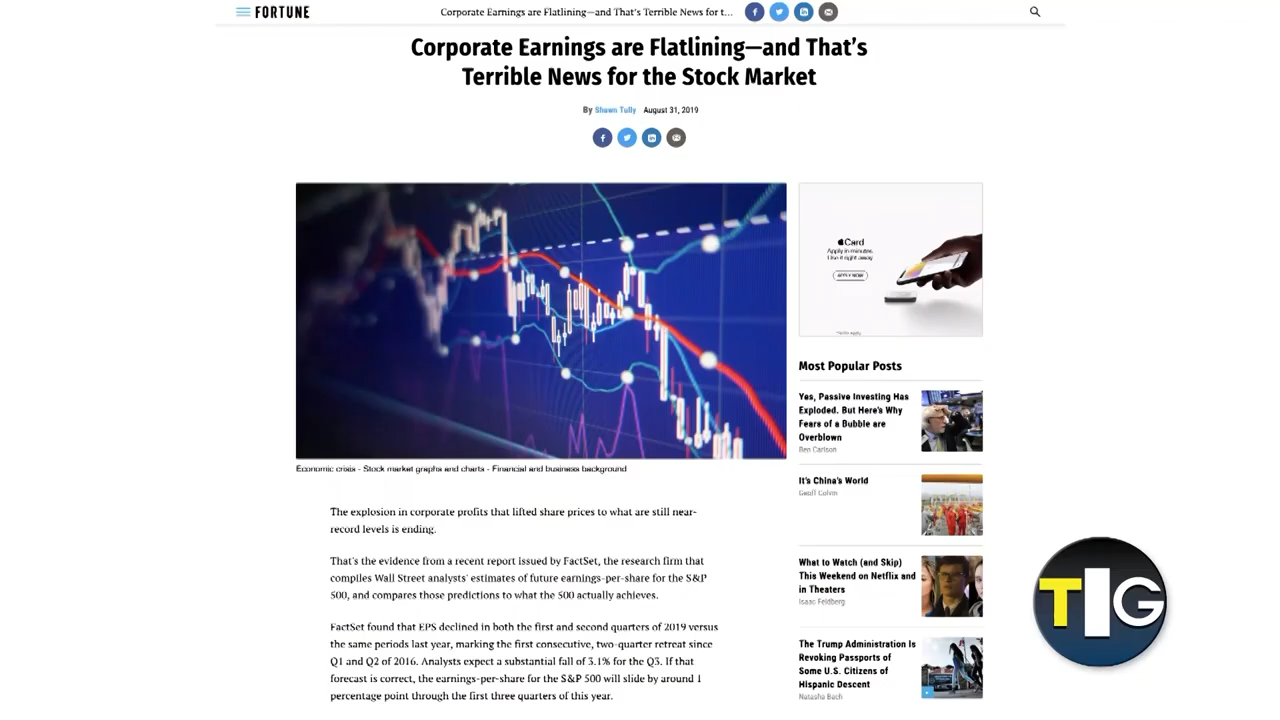 FORTUNE
Corporate Earnings are Flatlining—and That's Terrible News for t...
Corporate Earnings are Flatlining—and That's
Terrible News for the Stock Market
By Shawn Tully August 31, 2019
Economic crisis - Stock market graphs and charts - Financial and business background
The explosion in corporate profits that lifted share prices to what are still near-
record levels is ending.
That's the evidence from a recent report issued by FactSet, the research firm that
compiles Wall Street analysts' estimates of future earnings-per-share for the S&P
500, and compares those predictions to what the 500 actually achieves.
FactSet found that EPS declined in both the first and second quarters of 2019 versus
the same periods last year, marking the first consecutive, two-quarter retreat since
Q1 and Q2 of 2016. Analysts expect a substantial fall of 3.1% for the Q3. If that
forecast is correct, the earnings-per-share for the S&P 500 will slide by around 1
percentage point through the first three quarters of this year.
Card
Apply in minutes.
Use it right away.
APPLY NOW
Most Popular Posts
Yes, Passive Investing Has
Exploded. But Here's Why
Fears of a Bubble are
Overblown
Ben Carlson
It's China's World
Geoff Colvin
What to Watch (and Skip)
This Weekend on Netflix and
in Theaters
Isaac Feldberg
The Trump Administration Is
Revoking Passports of
Some U.S. Citizens of
Hispanic Descent
Natasha Bach
TIG